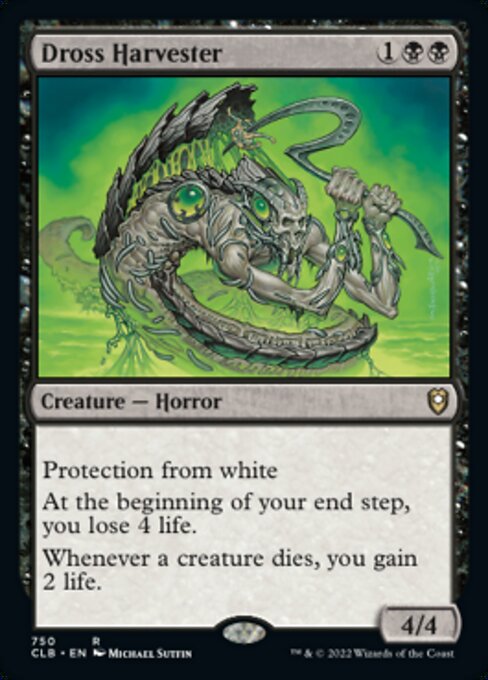 Dross Harvester 1
Creature — Horror
Protection from white
At the beginning of your end step,
you lose 4 life.
Whenever a creature dies, you gain
2 life.
4/4
750 R
CLB • EN Michael Sutfin
™ & © 2022 Wizards of the Coast